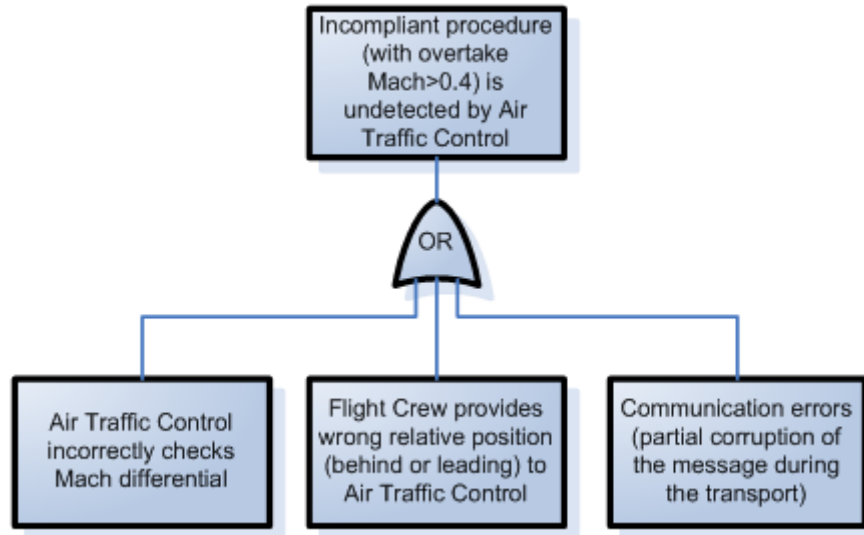 Incompliant procedure
(with overtake
Mach>0.4) is
undetected by Air
Traffic Control
OR
Air Traffic Control
incorrectly checks
Mach differential
Flight Crew provides
wrong relative position
(behind or leading) to
Air Traffic Control
Communication errors
(partial corruption of
the message during
the transport)